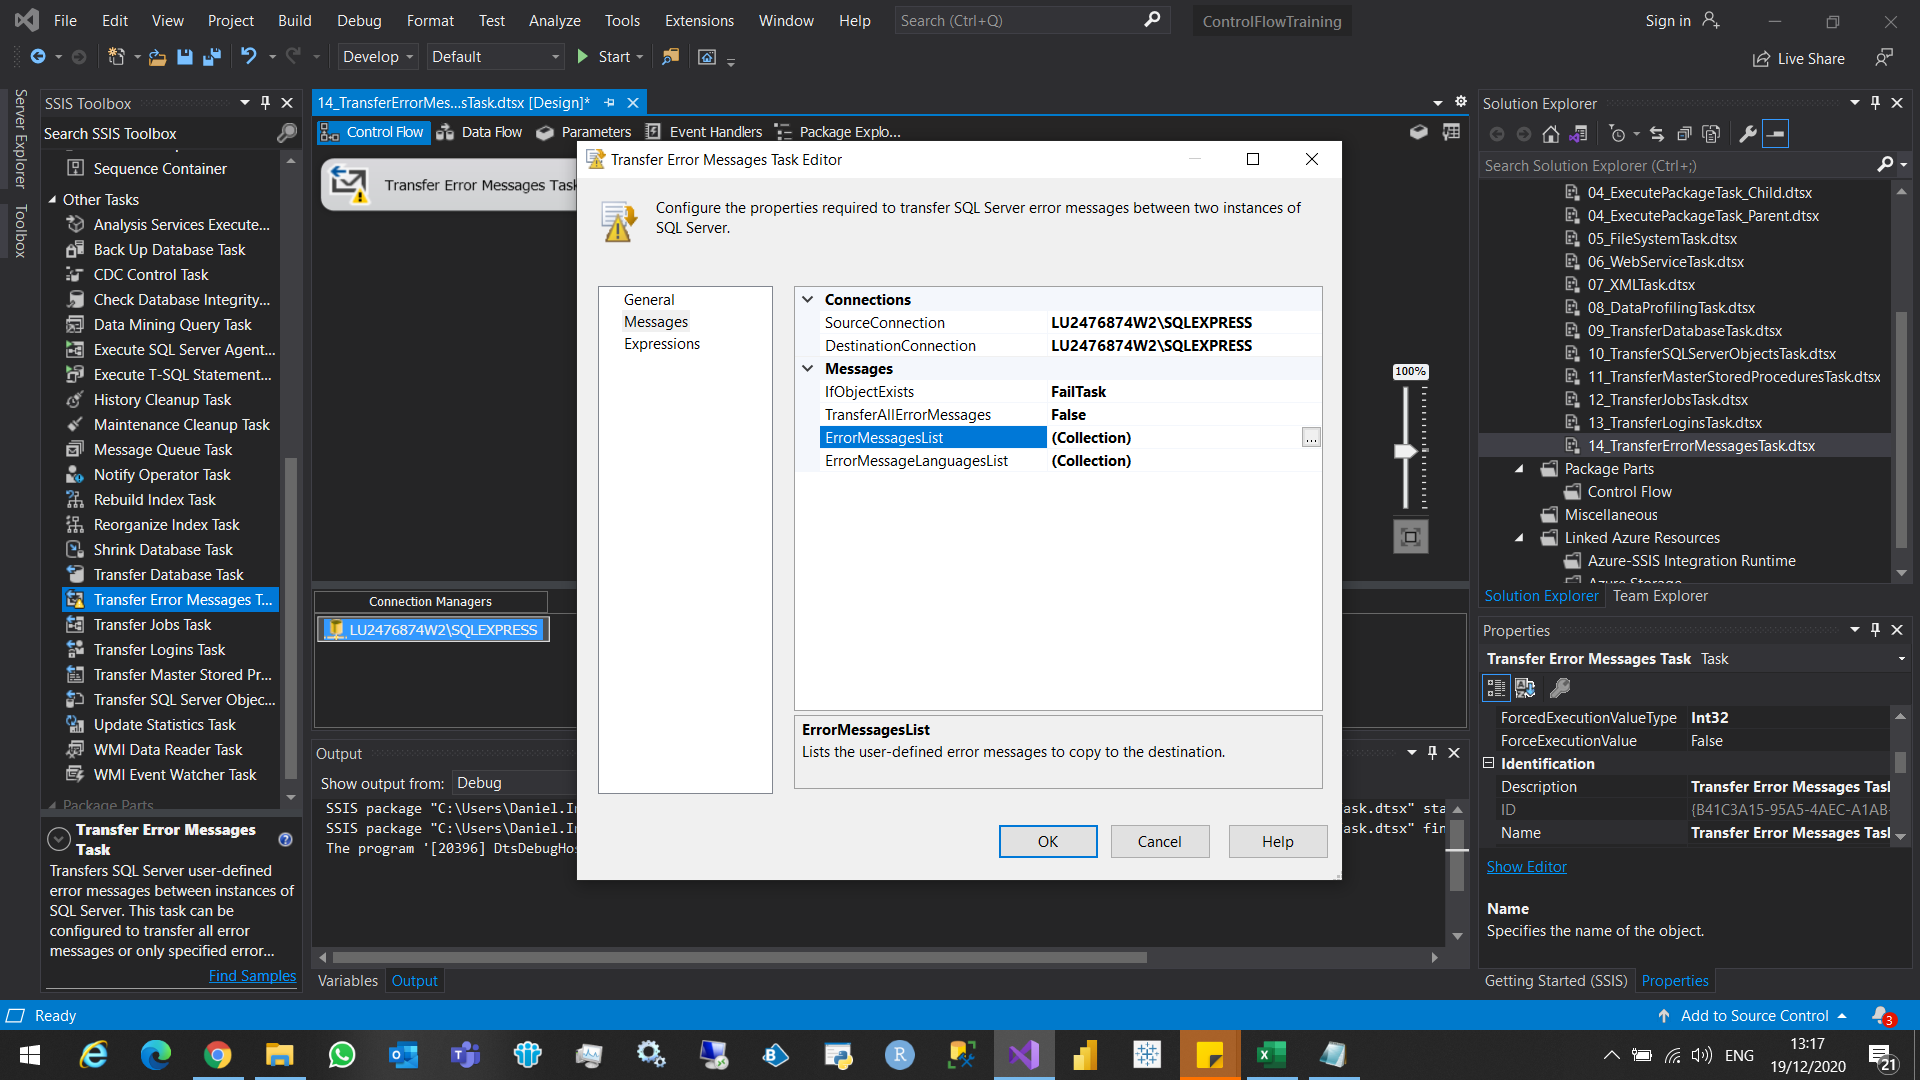 File Edit View Project Build Debug Format Test Analyze Tools Extensions Window Help Search (Ctrl+Q) ControlFlowTraining Sign in
Develop Default Start Live Share
Server Explorer
Toolbox
SSIS Toolbox
Search SSIS Toolbox
Sequence Container
Other Tasks
Analysis Services Execute...
Back Up Database Task
CDC Control Task
Check Database Integrity...
Data Mining Query Task
Execute SQL Server Agent...
Execute T-SQL Statement...
History Cleanup Task
Maintenance Cleanup Task
Message Queue Task
Notify Operator Task
Rebuild Index Task
Reorganize Index Task
Shrink Database Task
Transfer Database Task
Transfer Error Messages T...
Transfer Jobs Task
Transfer Logins Task
Transfer Master Stored Pr...
Transfer SQL Server Objec...
Update Statistics Task
WMI Data Reader Task
WMI Event Watcher Task
Package Parts
Transfer Error Messages
Task
Transfers SQL Server user-defined
error messages between instances of
SQL Server. This task can be
configured to transfer all error
messages or only specified error...
Find Samples
14_TransferErrorMes...sTask.dtsx [Design]*
Control Flow Data Flow Parameters Event Handlers Package Explo...
Transfer Error Messages Task
100%
Connection Managers
LU2476874W2\SQLEXPRESS
Transfer Error Messages Task Editor
Configure the properties required to transfer SQL Server error messages between two instances of
SQL Server.
General
Messages
Expressions
Connections
SourceConnection LU2476874W2\SQLEXPRESS
DestinationConnection LU2476874W2\SQLEXPRESS
Messages
IfObjectExists FailTask
TransferAllErrorMessages False
ErrorMessagesList (Collection) ...
ErrorMessageLanguagesList (Collection)
ErrorMessagesList
Lists the user-defined error messages to copy to the destination.
OK Cancel Help
Output
Show output from: Debug
SSIS package "C:\Users\Daniel.In ask.dtsx" sta
SSIS package "C:\Users\Daniel.In ask.dtsx" fin
The program '[20396] DtsDebugHos
Variables Output
Solution Explorer
Search Solution Explorer (Ctrl+;)
04_ExecutePackageTask_Child.dtsx
04_ExecutePackageTask_Parent.dtsx
05_FileSystemTask.dtsx
06_WebServiceTask.dtsx
07_XMLTask.dtsx
08_DataProfilingTask.dtsx
09_TransferDatabaseTask.dtsx
10_TransferSQLServerObjectsTask.dtsx
11_TransferMasterStoredProceduresTask.dtsx
12_TransferJobsTask.dtsx
13_TransferLoginsTask.dtsx
14_TransferErrorMessagesTask.dtsx
Package Parts
Control Flow
Miscellaneous
Linked Azure Resources
Azure-SSIS Integration Runtime
Azure Storage
Solution Explorer Team Explorer
Properties
Transfer Error Messages Task Task
ForcedExecutionValueType Int32
ForceExecutionValue False
Identification
Description Transfer Error Messages Task
ID {B41C3A15-95A5-4AEC-A1AB-
Name Transfer Error Messages Task
Show Editor
Name
Specifies the name of the object.
Getting Started (SSIS) Properties
Ready Add to Source Control 3
ENG 13:17
19/12/2020 21